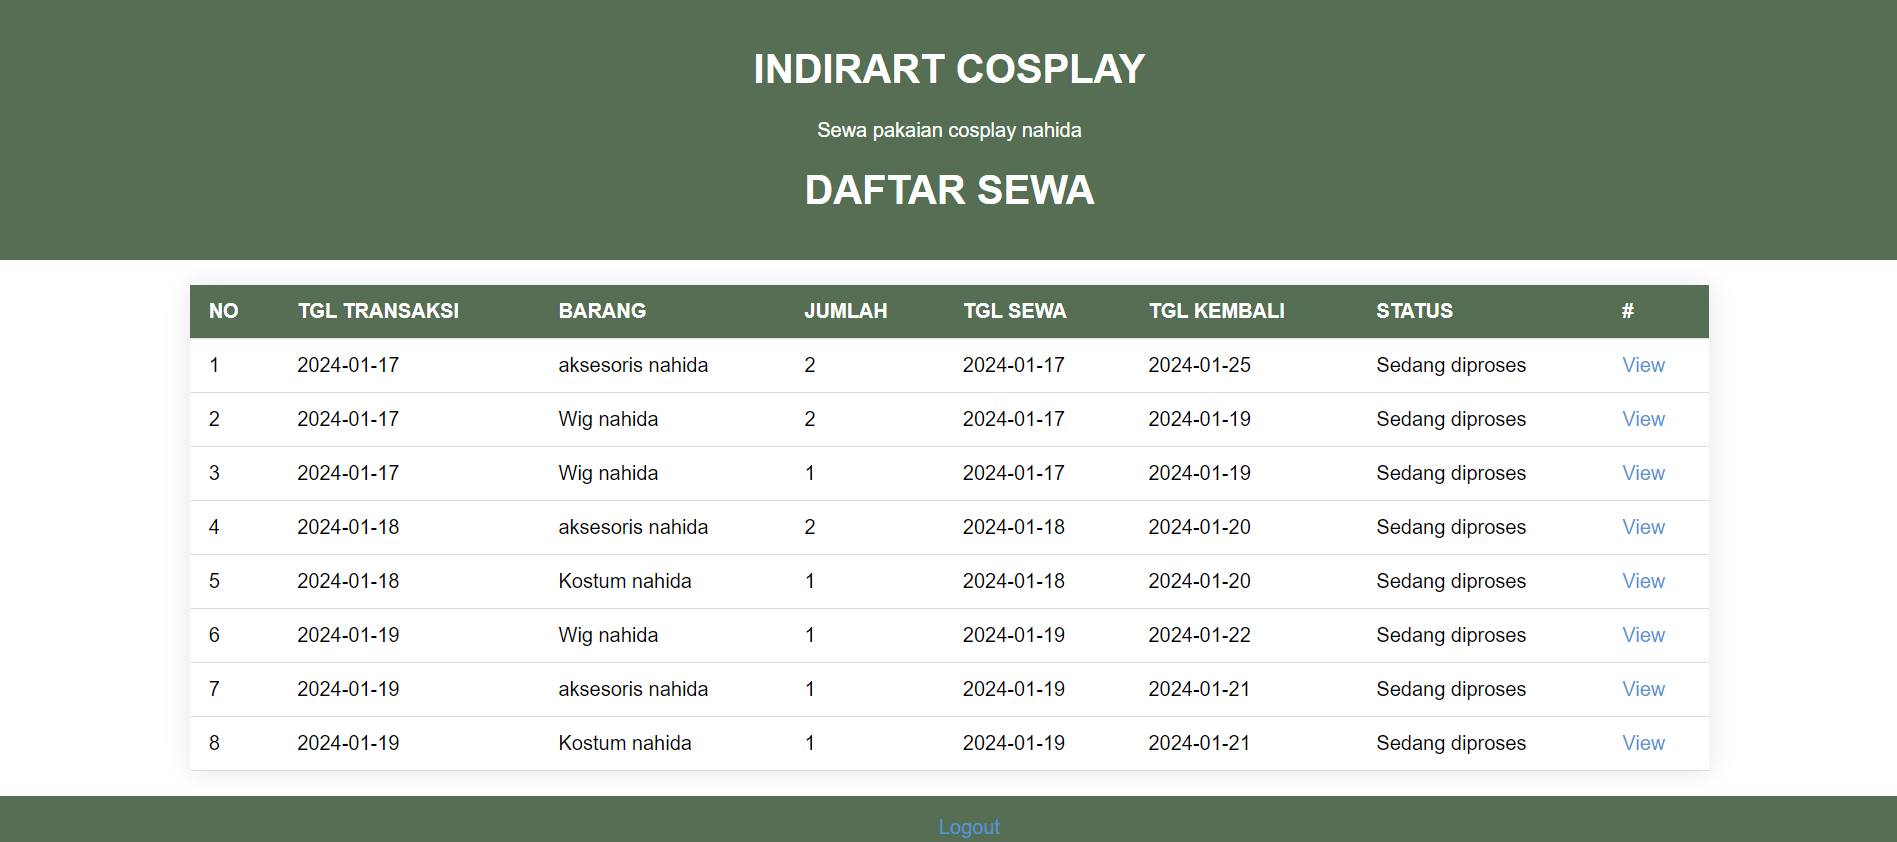 INDIRART COSPLAY
Sewa pakaian cosplay nahida
DAFTAR SEWA
NO TGL TRANSAKSI BARANG JUMLAH TGL SEWA TGL KEMBALI STATUS #
1 2024-01-17 aksesoris nahida 2 2024-01-17 2024-01-25 Sedang diproses View
2 2024-01-17 Wig nahida 2 2024-01-17 2024-01-19 Sedang diproses View
3 2024-01-17 Wig nahida 1 2024-01-17 2024-01-19 Sedang diproses View
4 2024-01-18 aksesoris nahida 2 2024-01-18 2024-01-20 Sedang diproses View
5 2024-01-18 Kostum nahida 1 2024-01-18 2024-01-20 Sedang diproses View
6 2024-01-19 Wig nahida 1 2024-01-19 2024-01-22 Sedang diproses View
7 2024-01-19 aksesoris nahida 1 2024-01-19 2024-01-21 Sedang diproses View
8 2024-01-19 Kostum nahida 1 2024-01-19 2024-01-21 Sedang diproses View
Logout